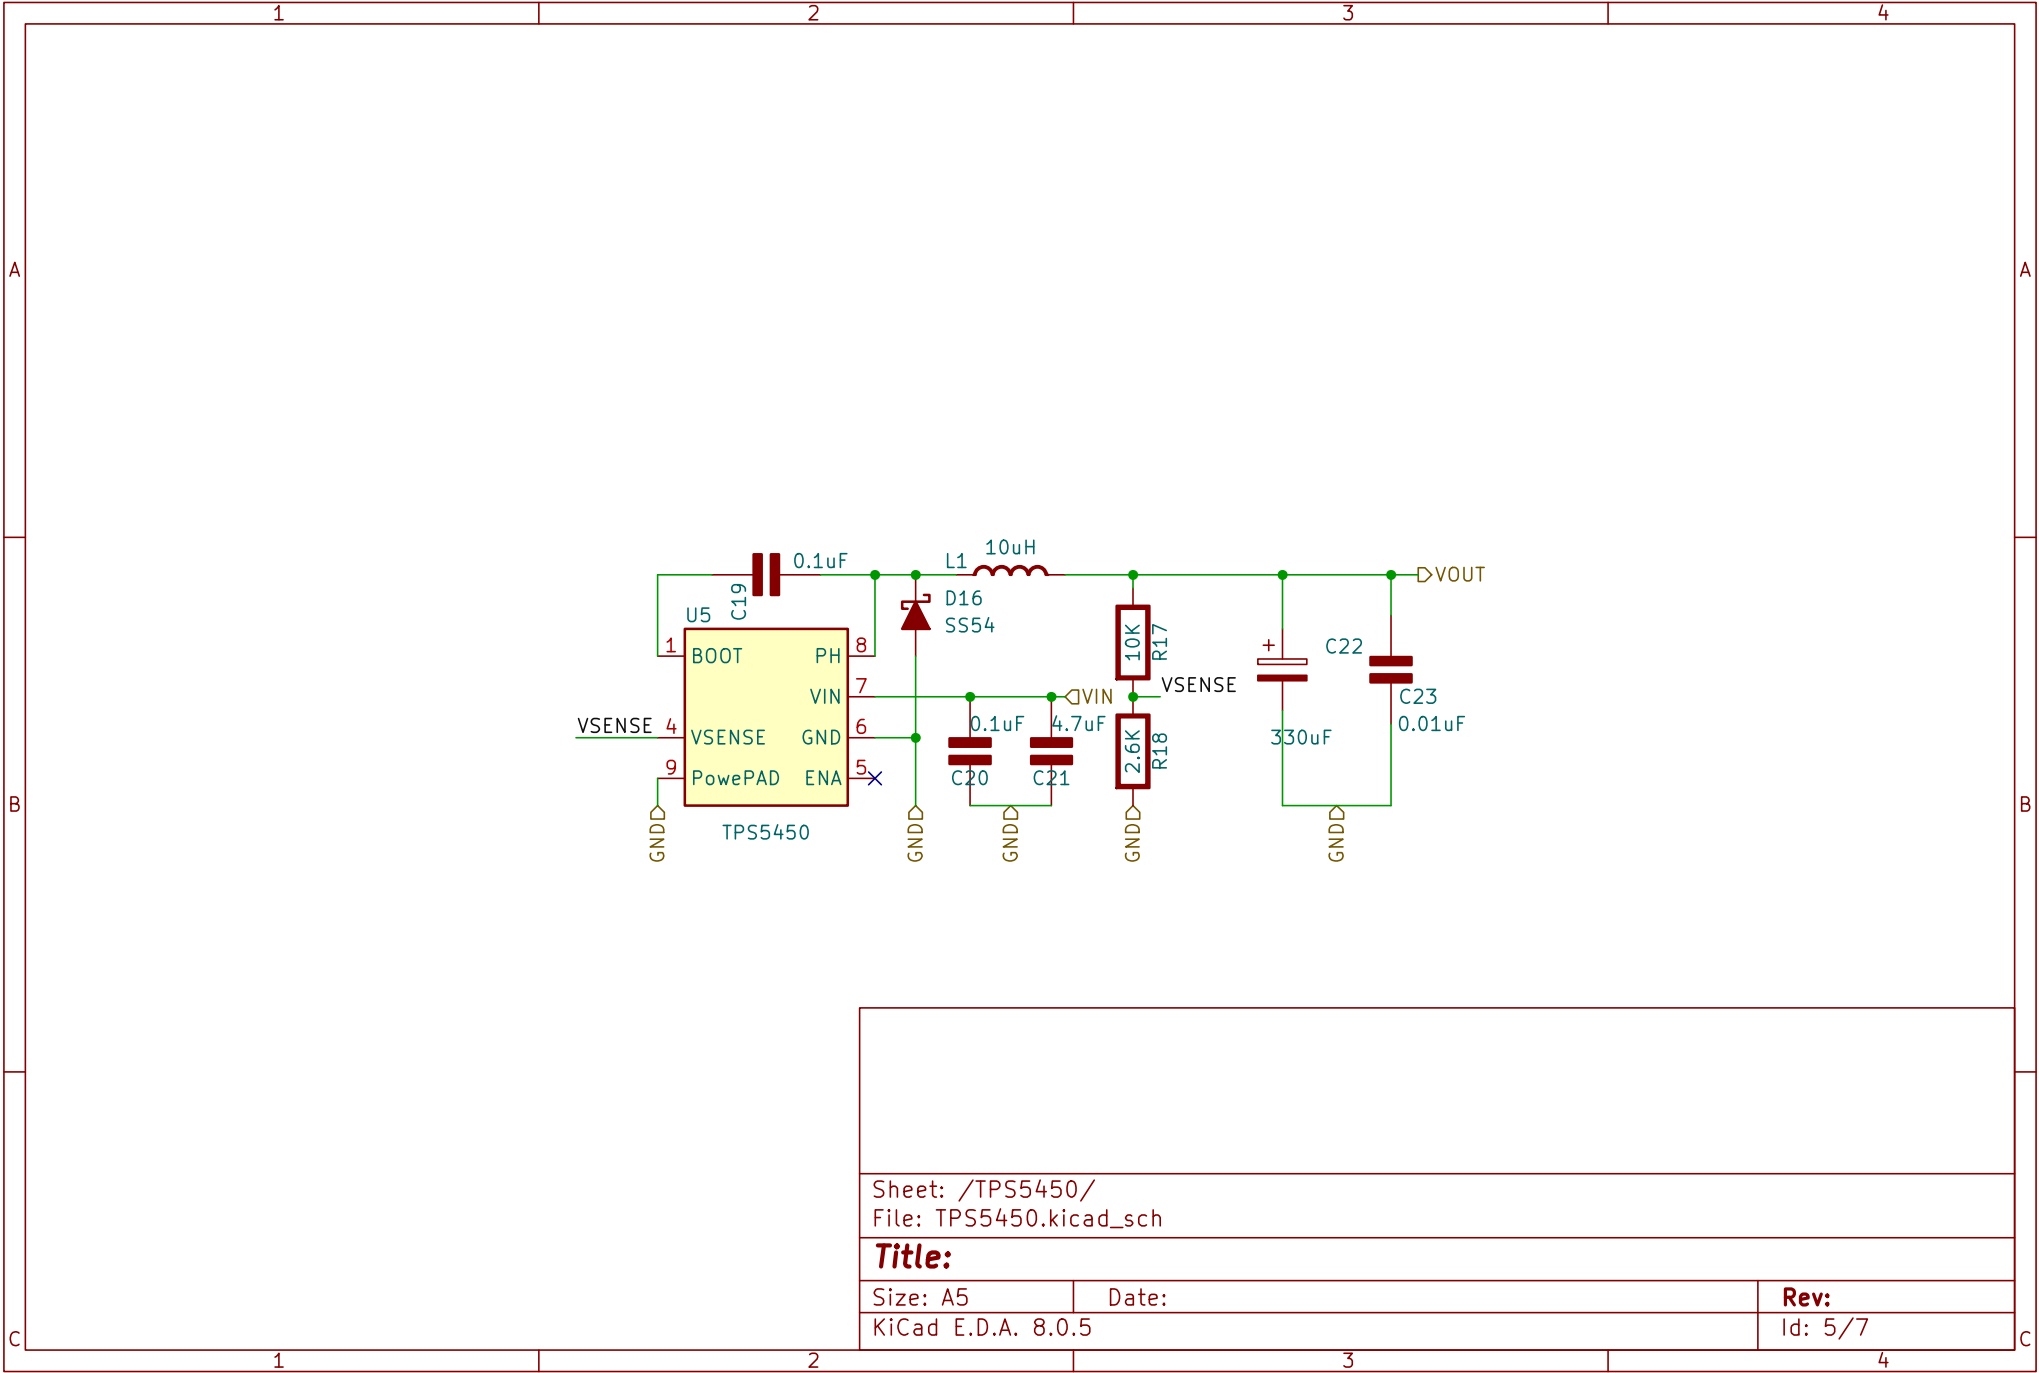 1 2 3 4
A A
10uH
0.1uF L1 VOUT
C19 D16
U5 SS54 10K R17
1 BOOT PH 8 + C22
VSENSE
7 VIN VIN C23
VSENSE 0.1uF 4.7uF 0.01uF
4 VSENSE GND 6 2.6K R18 330uF
9 PowePAD ENA 5 C20 C21
B B
TPS5450
GND GND GND GND GND
Sheet: /TPS5450/
File: TPS5450.kicad_sch
Title:
Size: A5 Date: Rev:
KiCad E.D.A. 8.0.5 Id: 5/7
C C
1 2 3 4